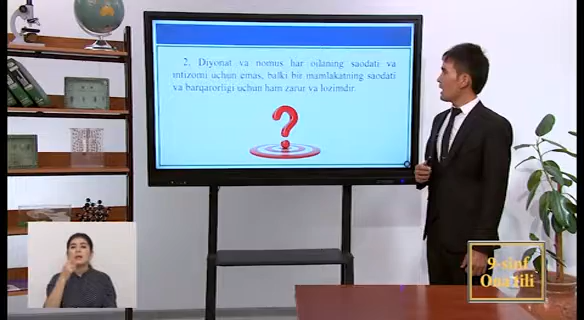 2. Diyonat va nomus har oilaning saodati va
intizomi uchun emas, balki bir mamlakatning saodati
va barqarorligi uchun ham zarur va lozimdir.
?
9-sinf
Ona tili